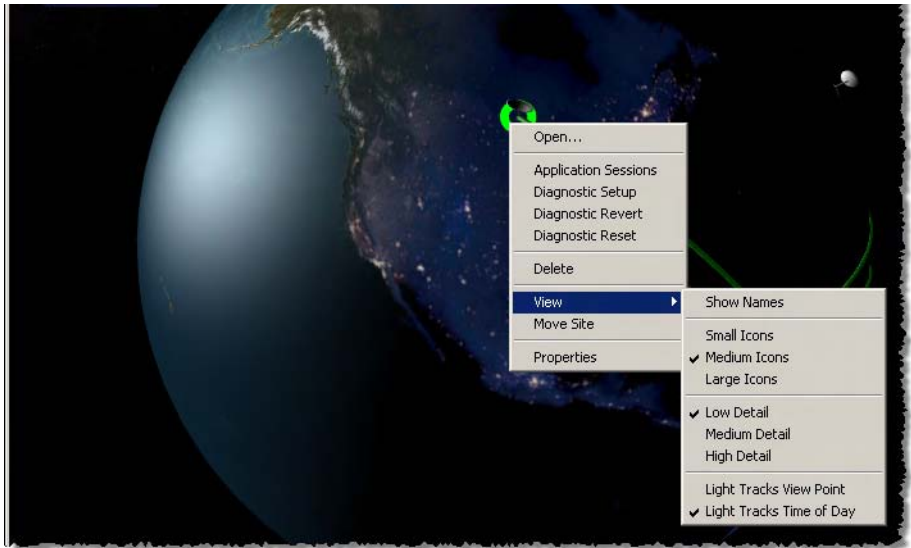 Open...
Application Sessions
Diagnostic Setup
Diagnostic Revert
Diagnostic Reset
Delete
View
Move Site
Properties
Show Names
Small Icons
Medium Icons
Large Icons
Low Detail
Medium Detail
High Detail
Light Tracks View Point
Light Tracks Time of Day